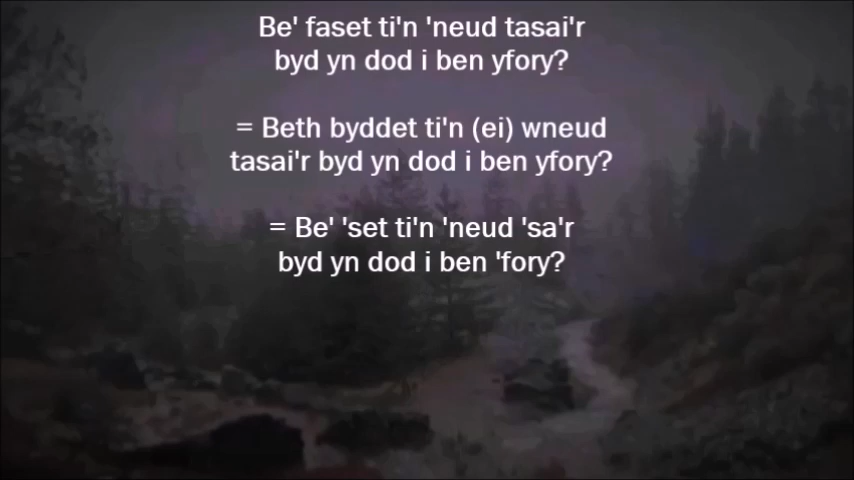 Be' faset ti'n 'neud tasai'r
byd yn dod i ben yfory?
= Beth byddet ti'n (ei) wneud
tasai'r byd yn dod i ben yfory?
= Be' 'set ti'n 'neud 'sa'r
byd yn dod i ben 'fory?